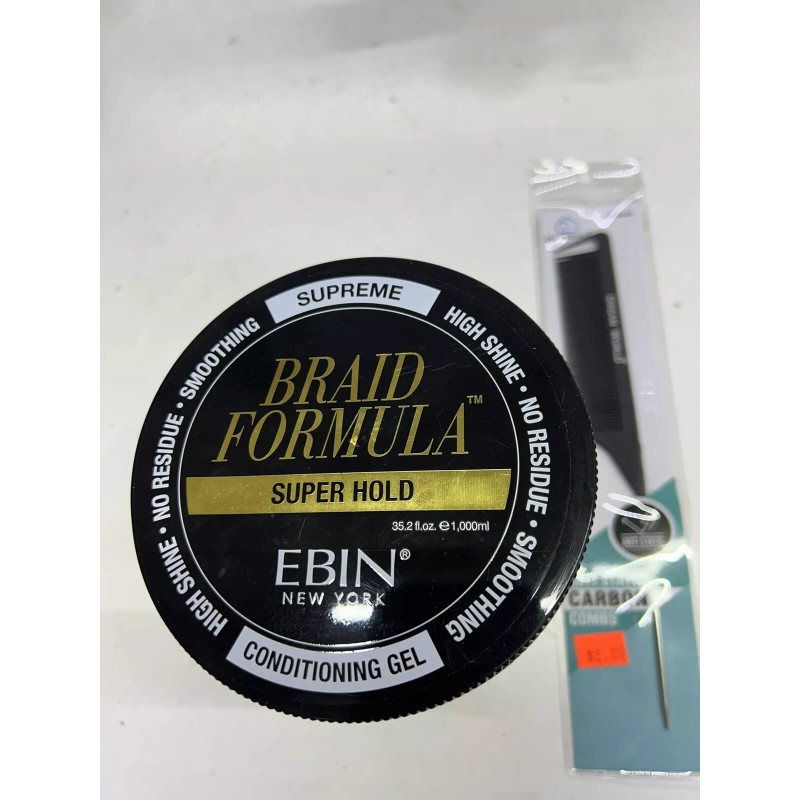 SUPREME
HIGH SHINE • NO RESIDUE • SMOOTHING
HIGH SHINE • NO RESIDUE • SMOOTHING
BRAID
FORMULA™
SUPER HOLD
35.2 fl.oz. ℮1,000ml
EBIN®
NEW YORK
CONDITIONING GEL
CARBON
COMBS